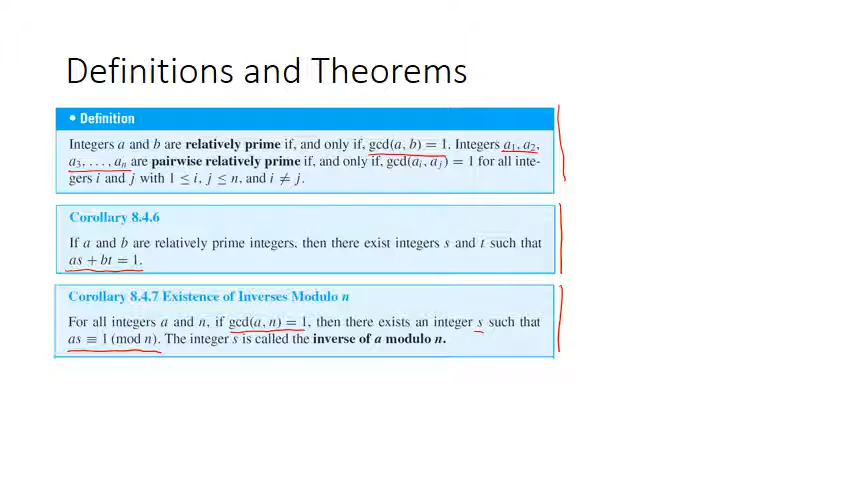 Definitions and Theorems
• Definition
Integers a and b are relatively prime if, and only if, gcd(a, b) = 1. Integers a₁, a₂,
a₃, . . . , aₙ are pairwise relatively prime if, and only if, gcd(aᵢ, aⱼ) = 1 for all inte-
gers i and j with 1 ≤ i, j ≤ n, and i ≠ j.
Corollary 8.4.6
If a and b are relatively prime integers, then there exist integers s and t such that
as + bt = 1.
Corollary 8.4.7 Existence of Inverses Modulo n
For all integers a and n, if gcd(a, n) = 1, then there exists an integer s such that
as ≡ 1 (mod n). The integer s is called the inverse of a modulo n.